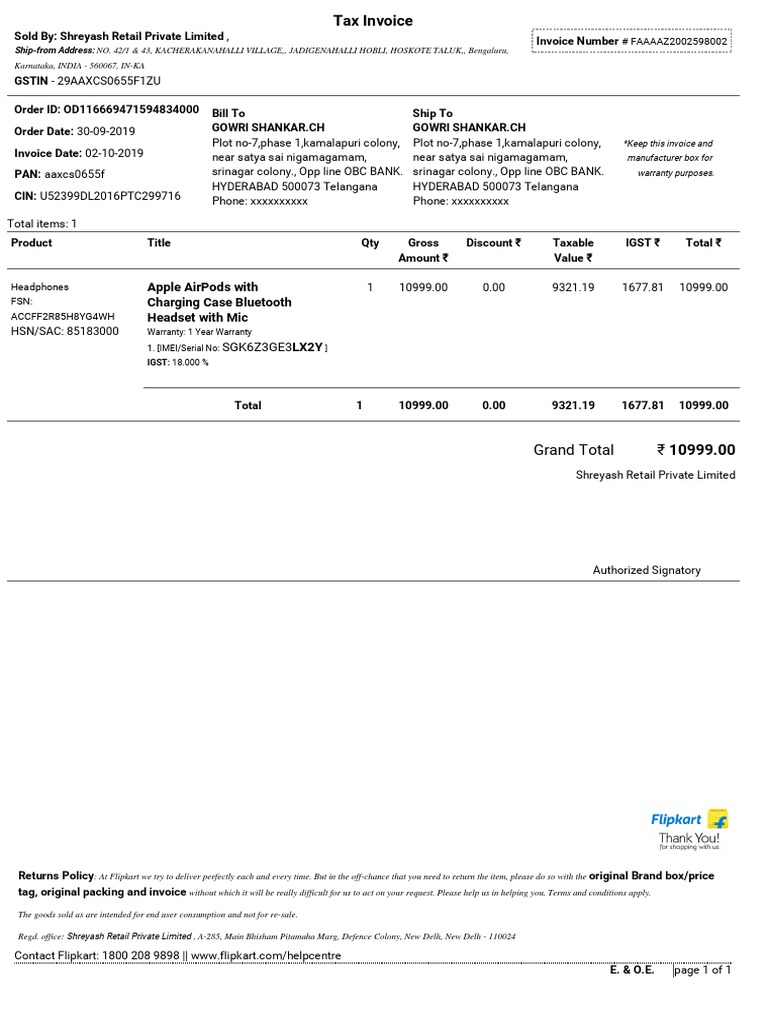 Tax Invoice
Sold By: Shreyash Retail Private Limited ,
Invoice Number # FAAAAZ2002598002
Ship-from Address: NO. 42/1 & 43, KACHERAKANAHALLI VILLAGE,, JADIGENAHALLI HOBLI, HOSKOTE TALUK,, Bengaluru,
Karnataka, INDIA - 560067, IN-KA
GSTIN - 29AAXCS0655F1ZU
Order ID: OD116669471594834000
Order Date: 30-09-2019
Invoice Date: 02-10-2019
PAN: aaxcs0655f
CIN: U52399DL2016PTC299716
Bill To
GOWRI SHANKAR.CH
Plot no-7,phase 1,kamalapuri colony,
near satya sai nigamagamam,
srinagar colony., Opp line OBC BANK.
HYDERABAD 500073 Telangana
Phone: xxxxxxxxxx
Ship To
GOWRI SHANKAR.CH
Plot no-7,phase 1,kamalapuri colony,
near satya sai nigamagamam,
srinagar colony., Opp line OBC BANK.
HYDERABAD 500073 Telangana
Phone: xxxxxxxxxx
*Keep this invoice and
manufacturer box for
warranty purposes.
Total items: 1
Product Title Qty Gross Amount ₹ Discount ₹ Taxable Value ₹ IGST ₹ Total ₹
Headphones
FSN:
ACCFF2R85H8YG4WH
HSN/SAC: 85183000
Apple AirPods with
Charging Case Bluetooth
Headset with Mic
Warranty: 1 Year Warranty
1. [IMEI/Serial No: SGK6Z3GE3LX2Y ]
IGST: 18.000 %
1 10999.00 0.00 9321.19 1677.81 10999.00
Total 1 10999.00 0.00 9321.19 1677.81 10999.00
Grand Total ₹ 10999.00
Shreyash Retail Private Limited
Authorized Signatory
Flipkart
Thank You!
for shopping with us
Returns Policy: At Flipkart we try to deliver perfectly each and every time. But in the off-chance that you need to return the item, please do so with the original Brand box/price
tag, original packing and invoice without which it will be really difficult for us to act on your request. Please help us in helping you. Terms and conditions apply.
The goods sold as are intended for end user consumption and not for re-sale.
Regd. office: Shreyash Retail Private Limited , A-285, Main Bhisham Pitamaha Marg, Defence Colony, New Delh, New Delh - 110024
Contact Flipkart: 1800 208 9898 || www.flipkart.com/helpcentre
E. & O.E. page 1 of 1